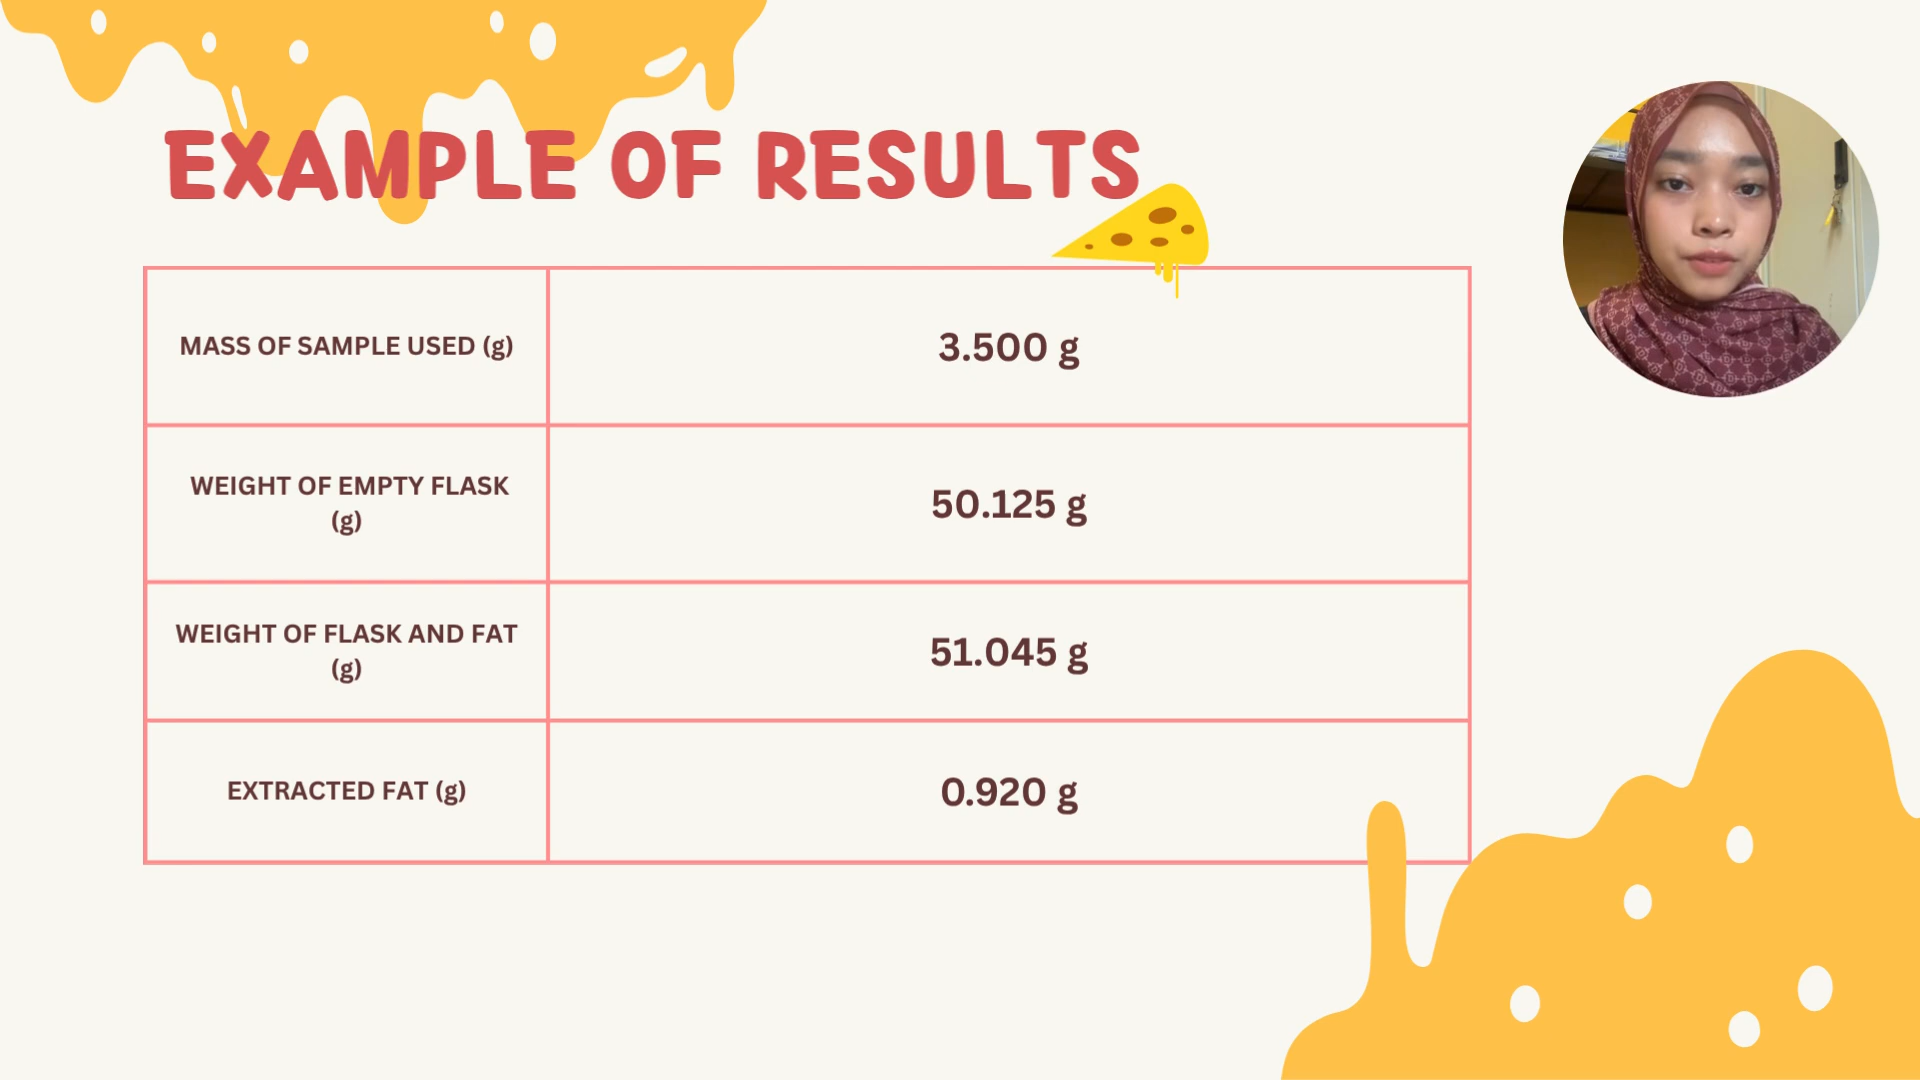 EXAMPLE OF RESULTS
MASS OF SAMPLE USED (g)
3.500 g
WEIGHT OF EMPTY FLASK
(g)
50.125 g
WEIGHT OF FLASK AND FAT
(g)
51.045 g
EXTRACTED FAT (g)
0.920 g